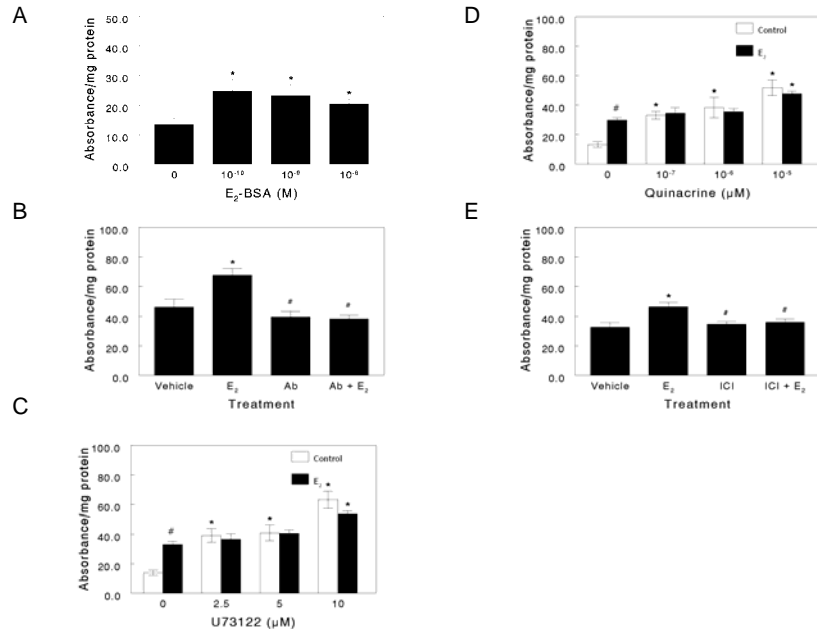 A
Absorbance/mg protein
50.0
40.0
30.0
20.0
10.0
0.0
*
*
*
0
10⁻¹⁰
10⁻⁹
10⁻⁸
E₂-BSA (M)
B
Absorbance/mg protein
100.0
80.0
60.0
40.0
20.0
0.0
*
#
#
Vehicle
E₂
Ab
Ab + E₂
Treatment
C
Absorbance/mg protein
100.0
80.0
60.0
40.0
20.0
0.0
Control
E₂
#
*
*
*
*
0
2.5
5
10
U73122 (μM)
D
Absorbance/mg protein
100.0
80.0
60.0
40.0
20.0
0.0
Control
E₂
#
*
*
*
*
0
10⁻⁷
10⁻⁶
10⁻⁵
Quinacrine (μM)
E
Absorbance/mg protein
100.0
80.0
60.0
40.0
20.0
0.0
*
#
#
Vehicle
E₂
ICI
ICI + E₂
Treatment